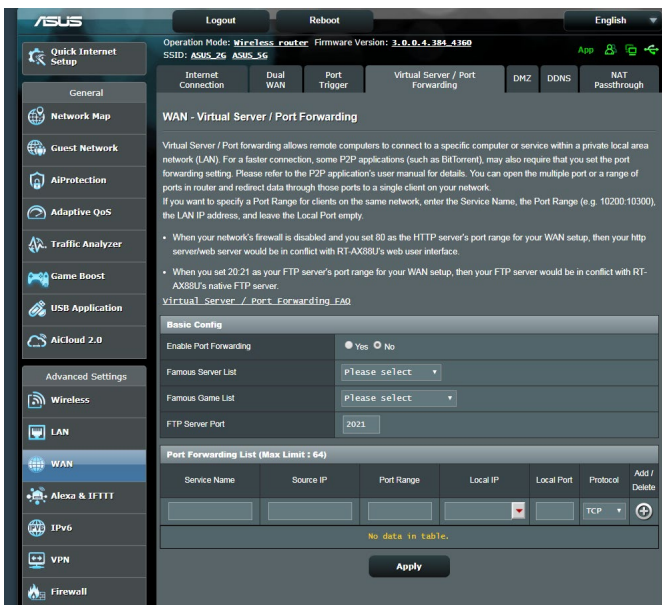 ASUS
Logout
Reboot
English
Quick Internet
Setup
Operation Mode: Wireless router Firmware Version: 3.0.0.4.384_4360
SSID: ASUS_2G ASUS_5G
App
General
Network Map
Guest Network
AiProtection
Adaptive QoS
Traffic Analyzer
Game Boost
USB Application
AiCloud 2.0
Advanced Settings
Wireless
LAN
WAN
Alexa & IFTTT
IPv6
VPN
Firewall
Internet
Connection
Dual
WAN
Port
Trigger
Virtual Server / Port
Forwarding
DMZ
DDNS
NAT
Passthrough
WAN - Virtual Server / Port Forwarding
Virtual Server / Port forwarding allows remote computers to connect to a specific computer or service within a private local area
network (LAN). For a faster connection, some P2P applications (such as BitTorrent), may also require that you set the port
forwarding setting. Please refer to the P2P application's user manual for details. You can open the multiple port or a range of
ports in router and redirect data through those ports to a single client on your network.
If you want to specify a Port Range for clients on the same network, enter the Service Name, the Port Range (e.g. 10200:10300),
the LAN IP address, and leave the Local Port empty.
• When your network's firewall is disabled and you set 80 as the HTTP server's port range for your WAN setup, then your http
server/web server would be in conflict with RT-AX88U's web user interface.
• When you set 20:21 as your FTP server's port range for your WAN setup, then your FTP server would be in conflict with RT-
AX88U's native FTP server.
Virtual Server / Port Forwarding FAQ
Basic Config
Enable Port Forwarding
Yes No
Famous Server List
Please select
Famous Game List
Please select
FTP Server Port
2021
Port Forwarding List (Max Limit : 64)
Service Name
Source IP
Port Range
Local IP
Local Port
Protocol
Add /
Delete
TCP
No data in table.
Apply